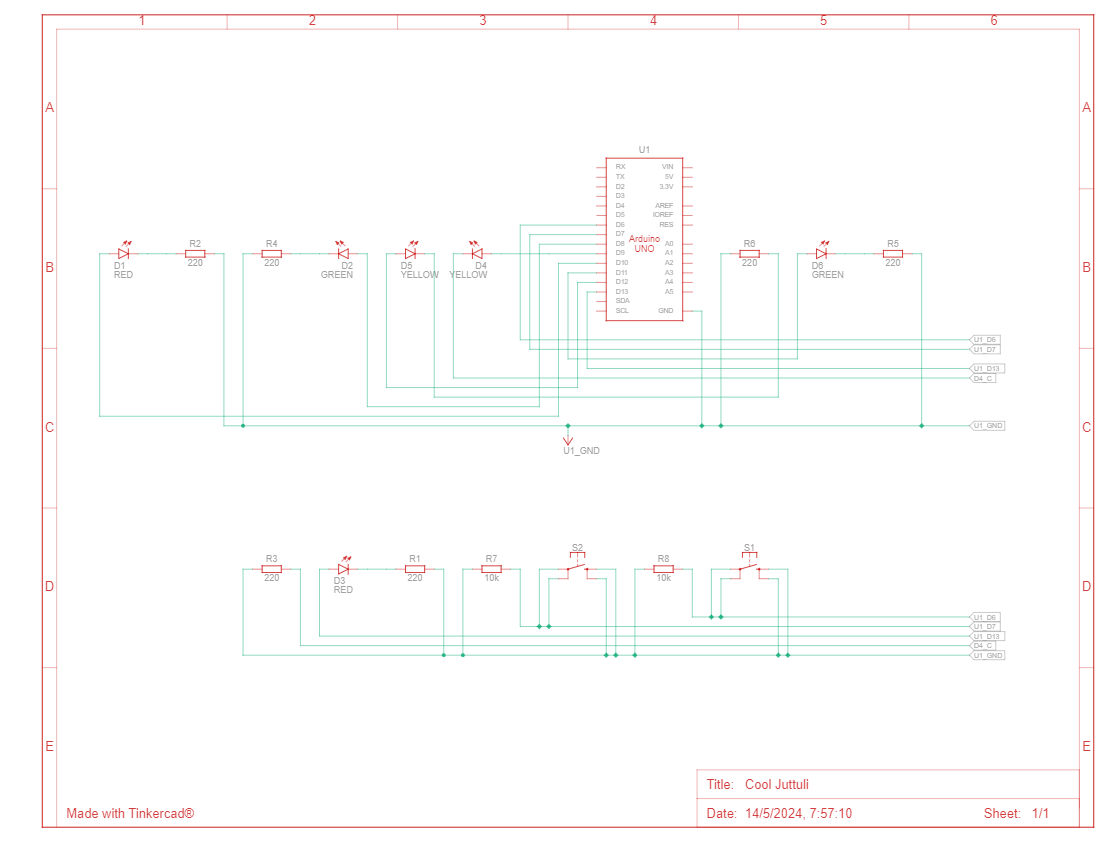 1 2 3 4 5 6
A A
U1
RX VIN
TX 5V
D2 3.3V
D3
D4 AREF
D5 IOREF
D6 RES
D7
Arduino
UNO
D8 A0
D9 A1
D10 A2
D11 A3
D12 A4
D13 A5
SDA
SCL GND
B B
R2 R4 R6 R5
220 220 220 220
D1 D2 D5 D4 D6
RED GREEN YELLOW YELLOW GREEN
U1_D6
U1_D7
U1_D13
D4_C
C C
U1_GND
U1_GND
R3 R1 R7 S2 R8 S1
220 220 10k 10k
D D
D3
RED
U1_D6
U1_D7
U1_D13
D4_C
U1_GND
E E
Title: Cool Juttuli
Made with Tinkercad®
Date: 14/5/2024, 7:57:10 Sheet: 1/1